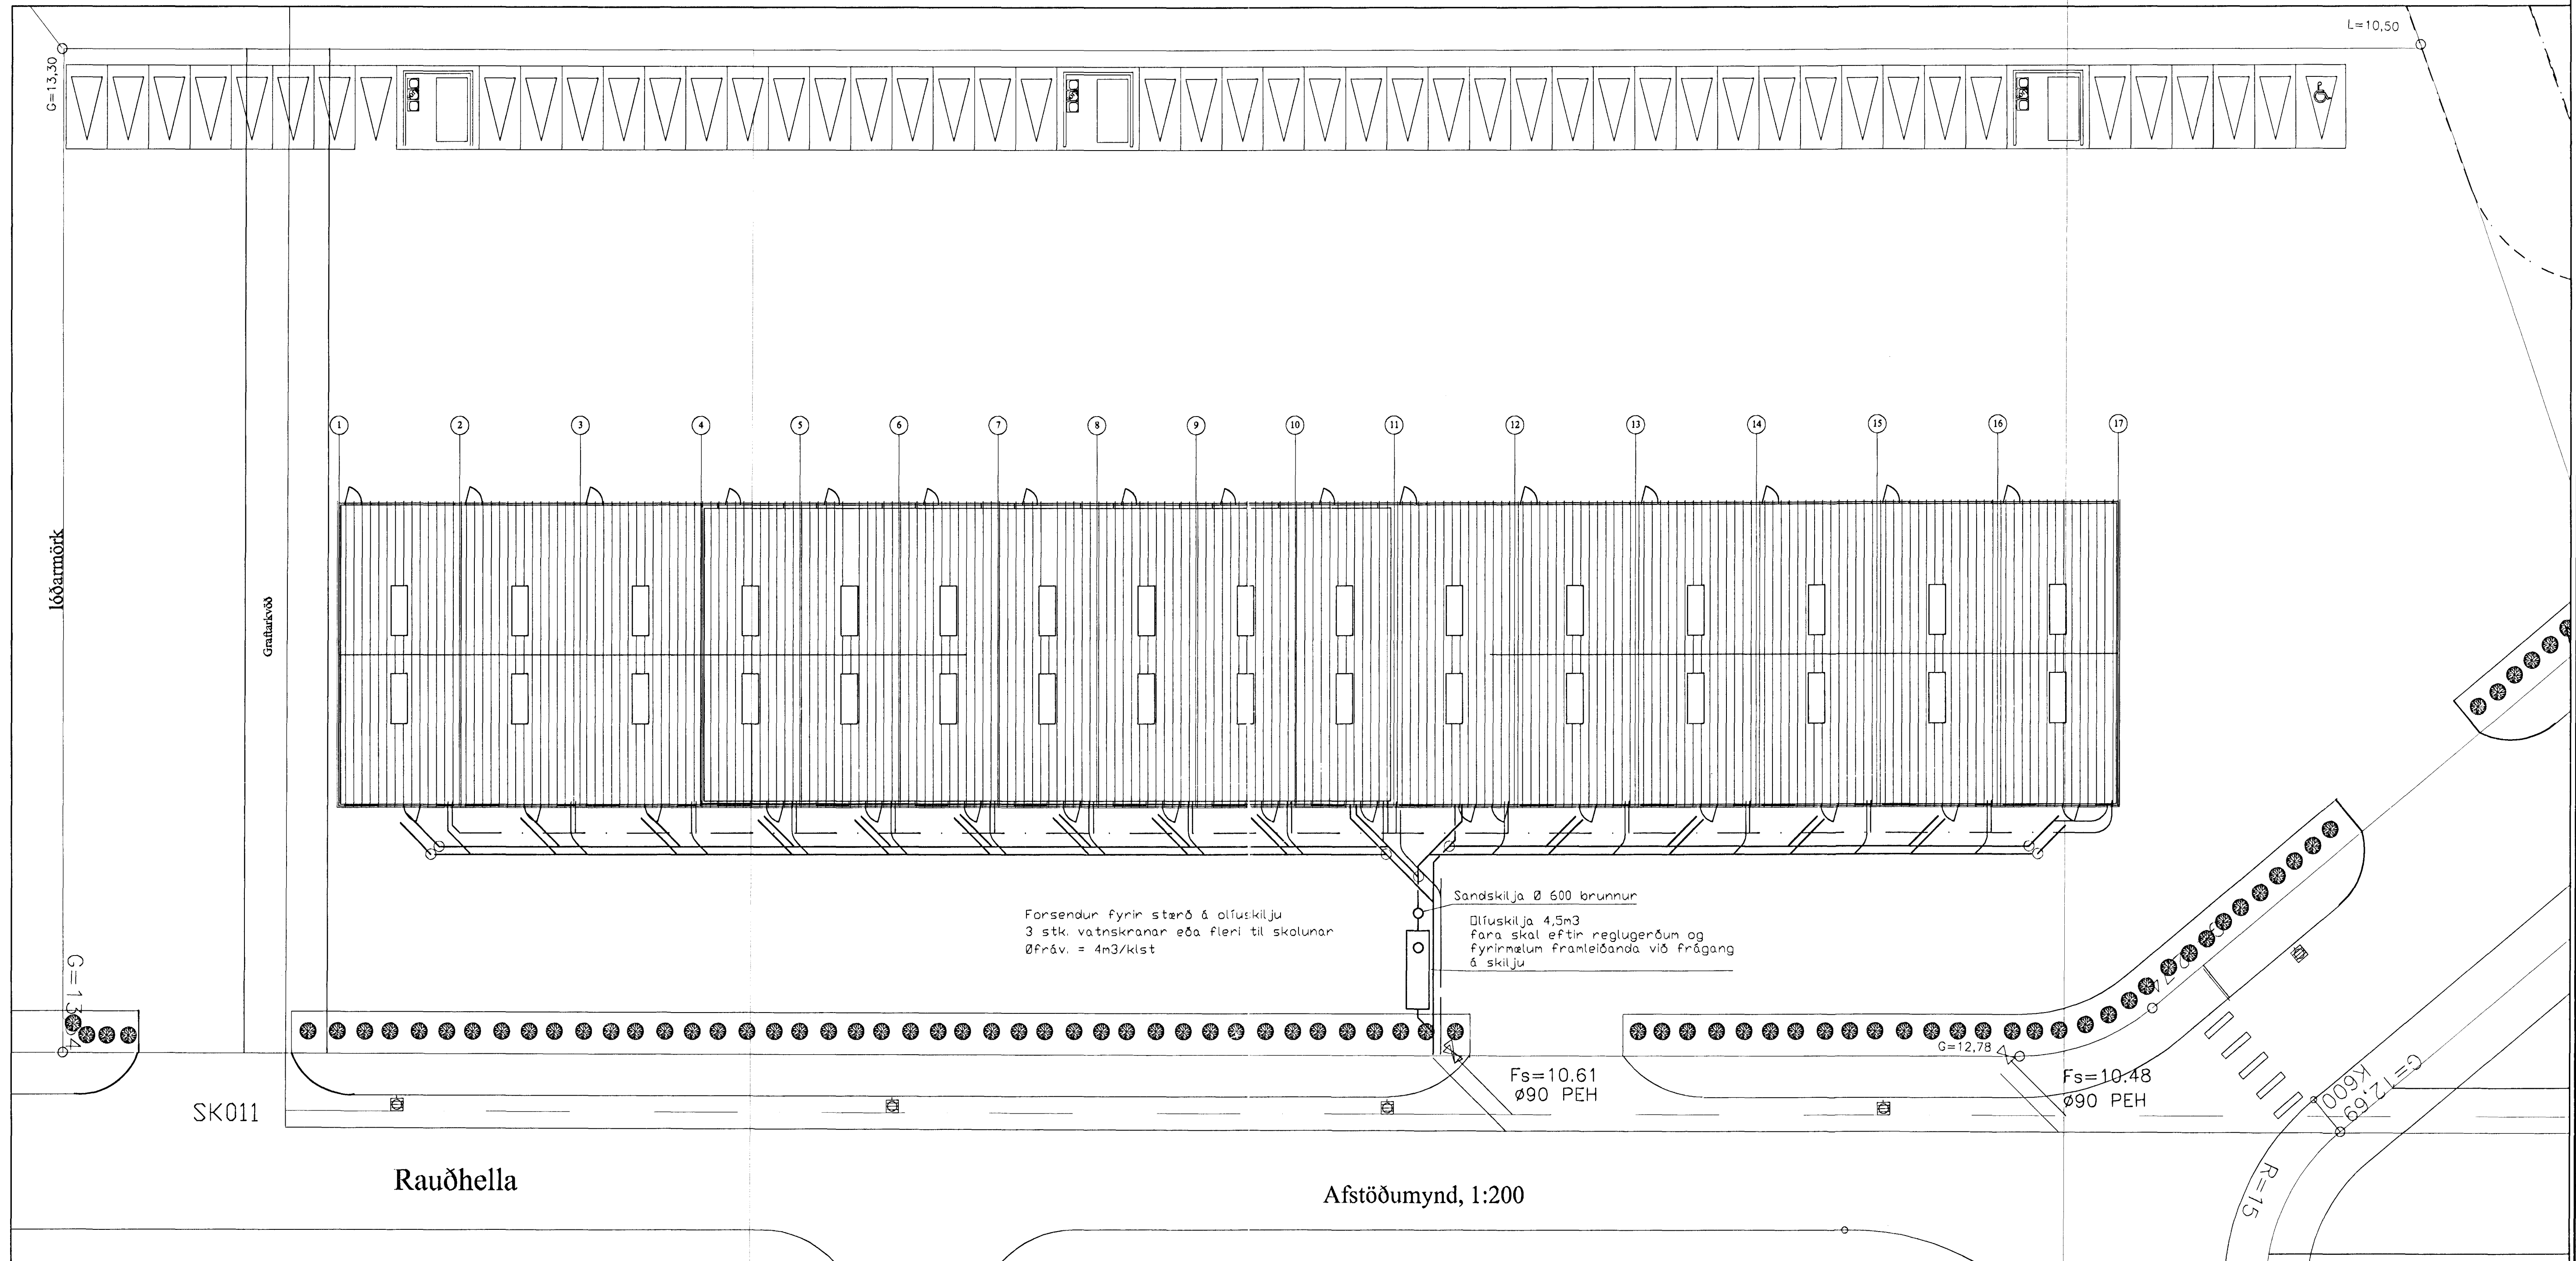 L=10,50
G=13,30
1 2 3 4 5 6 7 8 9 10 11 12 13 14 15 16 17
lóðarmörk
Graftarkvöð
Forsendur fyrir stærð á olíuskilju
3 stk. vatnskranar eða fleri til skolunar
Øfráv. = 4m3/klst
Sandskilja Ø 600 brunnur
Olíuskilja 4,5m3
fara skal eftir reglugerðum og
fyrirmælum framleiðanda við frágang
á skilju
G=12,78
Fs=10.61
ø90 PEH
Fs=10.48
ø90 PEH
G=12,69
K600
R=15
SK011
Rauðhella
Afstöðumynd, 1:200